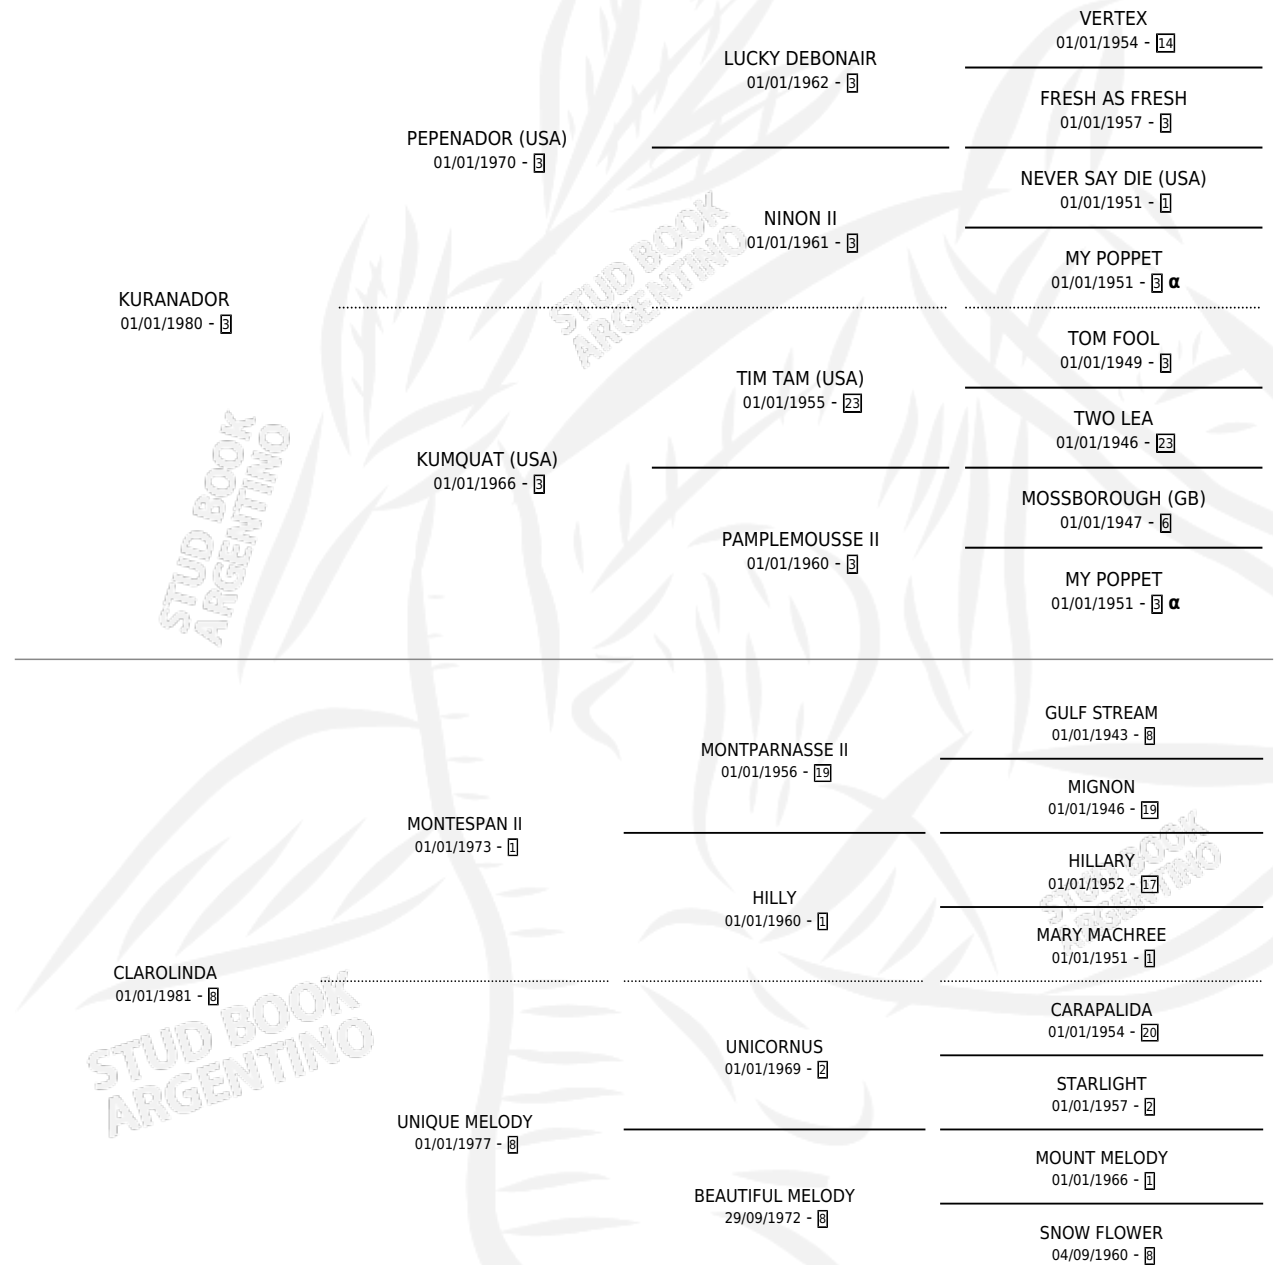 VERTEX
01/01/1954 - 14
LUCKY DEBONAIR
01/01/1962 - 3
FRESH AS FRESH
01/01/1957 - 3
PEPENADOR (USA)
01/01/1970 - 3
NEVER SAY DIE (USA)
01/01/1951 - 1
NINON II
01/01/1961 - 3
MY POPPET
01/01/1951 - 3 α
KURANADOR
01/01/1980 - 3
TOM FOOL
01/01/1949 - 3
TIM TAM (USA)
01/01/1955 - 23
TWO LEA
01/01/1946 - 23
KUMQUAT (USA)
01/01/1966 - 3
MOSSBOROUGH (GB)
01/01/1947 - 6
PAMPLEMOUSSE II
01/01/1960 - 3
MY POPPET
01/01/1951 - 3 α
GULF STREAM
01/01/1943 - 8
MONTPARNASSE II
01/01/1956 - 19
MIGNON
01/01/1946 - 19
MONTESPAN II
01/01/1973 - 1
HILLARY
01/01/1952 - 17
HILLY
01/01/1960 - 1
MARY MACHREE
01/01/1951 - 1
CLAROLINDA
01/01/1981 - 8
CARAPALIDA
01/01/1954 - 20
UNICORNUS
01/01/1969 - 2
STARLIGHT
01/01/1957 - 2
UNIQUE MELODY
01/01/1977 - 8
MOUNT MELODY
01/01/1966 - 1
BEAUTIFUL MELODY
29/09/1972 - 8
SNOW FLOWER
04/09/1960 - 8
STUD BOOK
ARGENTINO
STUD BOOK
ARGENTINO
STUD BOOK
ARGENTINO
STUD BOOK
ARGENTINO